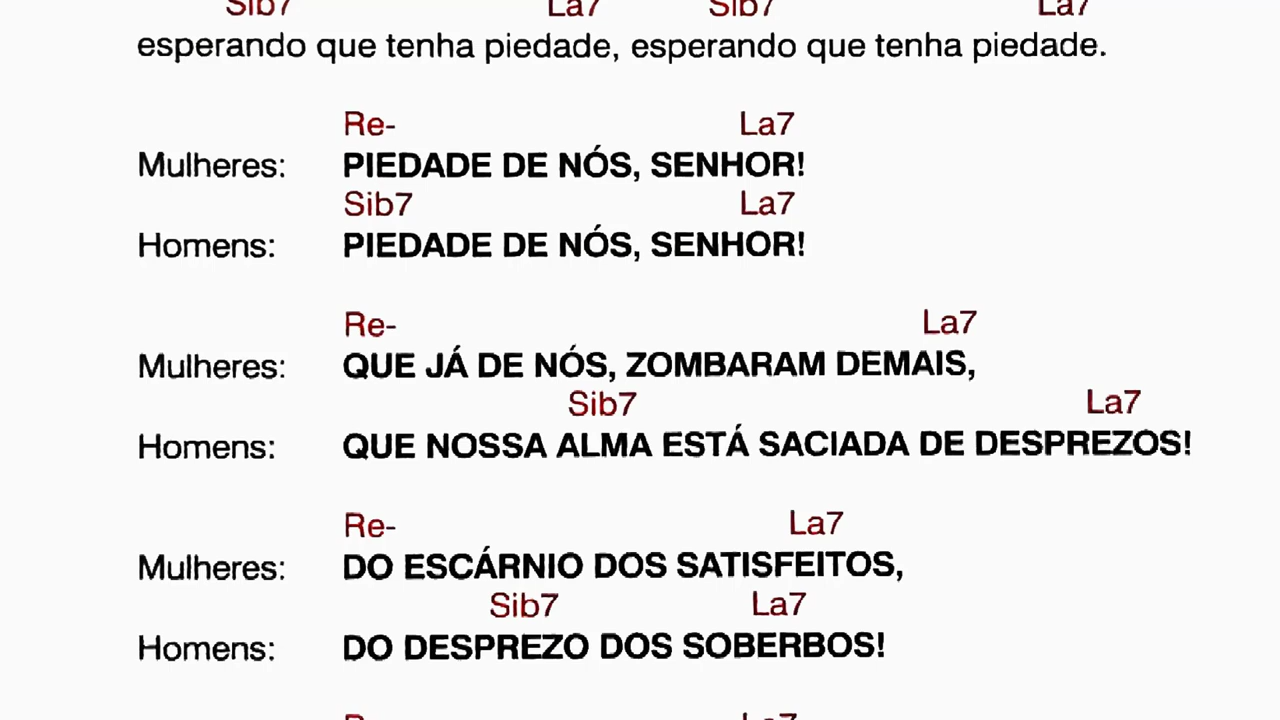 Sib7 La7 Sib7 La7
esperando que tenha piedade, esperando que tenha piedade.
Re- La7
Mulheres: PIEDADE DE NÓS, SENHOR!
Sib7 La7
Homens: PIEDADE DE NÓS, SENHOR!
Re- La7
Mulheres: QUE JÁ DE NÓS, ZOMBARAM DEMAIS,
Sib7 La7
Homens: QUE NOSSA ALMA ESTÁ SACIADA DE DESPREZOS!
Re- La7
Mulheres: DO ESCÁRNIO DOS SATISFEITOS,
Sib7 La7
Homens: DO DESPREZO DOS SOBERBOS!